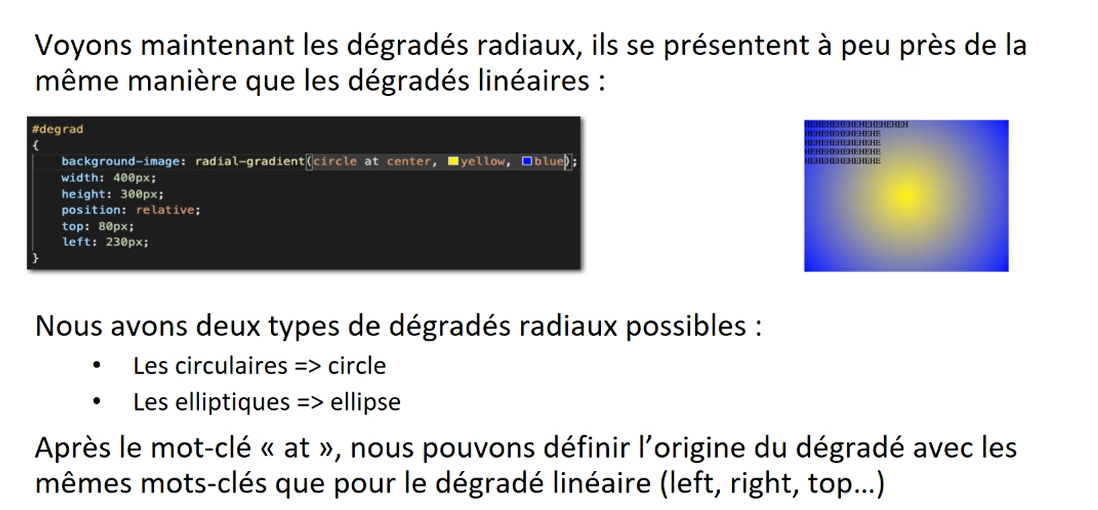 Voyons maintenant les dégradés radiaux, ils se présentent à peu près de la
même manière que les dégradés linéaires :
#degrad
{
background-image: radial-gradient(circle at center, yellow, blue);
width: 400px;
height: 300px;
position: relative;
top: 80px;
left: 230px;
}
HEHEHEHEHEHEHEHEH
HEHEHEHEHEHEHE
HEHEHEHEHEHEHE
HEHEHEHEHEHEHE
HEHEHEHEHEHEHE
Nous avons deux types de dégradés radiaux possibles :
• Les circulaires => circle
• Les elliptiques => ellipse
Après le mot-clé « at », nous pouvons définir l’origine du dégradé avec les
mêmes mots-clés que pour le dégradé linéaire (left, right, top…)